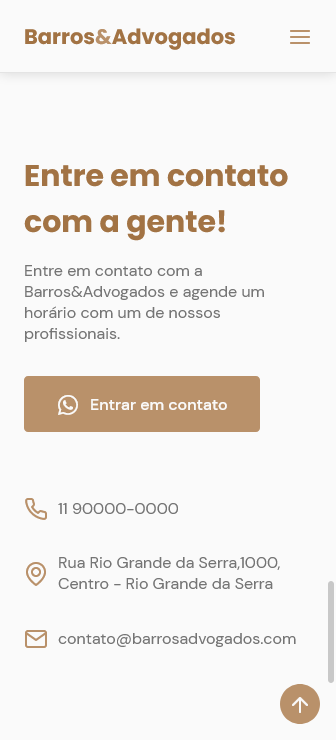 Barros&Advogados
Entre em contato
com a gente!
Entre em contato com a
Barros&Advogados e agende um
horário com um de nossos
profissionais.
Entrar em contato
11 90000-0000
Rua Rio Grande da Serra,1000,
Centro - Rio Grande da Serra
contato@barrosadvogados.com